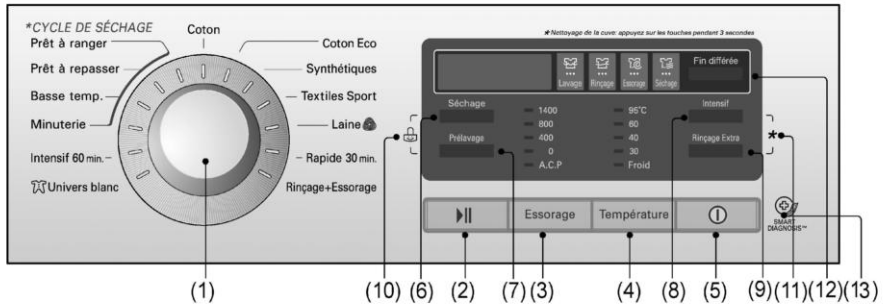 *CYCLE DE SÉCHAGE
Prêt à ranger
Prêt à repasser
Basse temp.
Minuterie
Intensif 60 min.
Univers blanc
Coton
Coton Eco
Synthétiques
Textiles Sport
Laine
Rapide 30 min.
Rinçage+Essorage
* Nettoyage de la cuve: appuyez sur les touches pendant 3 secondes
Lavage Rinçage Essorage Séchage
Fin différée
Séchage
Prélavage
1400
800
400
0
A.C.P
95°C
60
40
30
Froid
Intensif
Rinçage Extra
*
Essorage
Température
SMART
DIAGNOSIS™
(1) (10) (6) (2) (7) (3) (4) (8) (5) (9) (11) (12) (13)